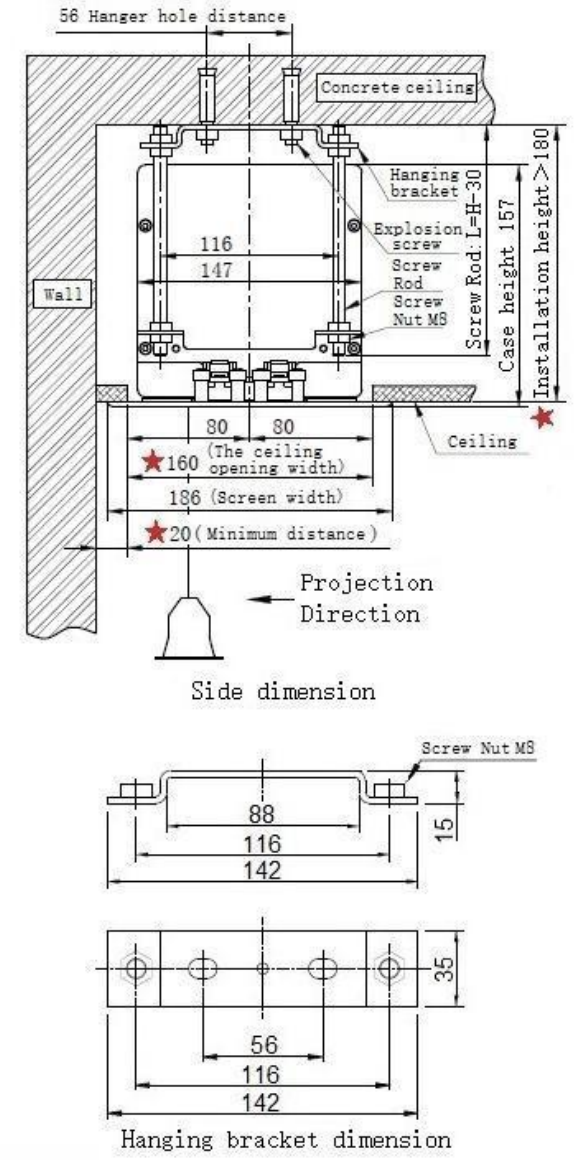 56 Hanger hole distance
Concrete ceiling
Hanging
bracket
Explosion
screw
116
147
Screw
Rod
Screw
Nut M8
Wall
Screw Rod: L=H-30
Case height 157
Installation height>180
80
80
Ceiling
160 (The ceiling
opening width)
186 (Screen width)
20 (Minimum distance)
Projection
Direction
Side dimension
Screw Nut M8
88
116
142
15
35
56
116
142
Hanging bracket dimension